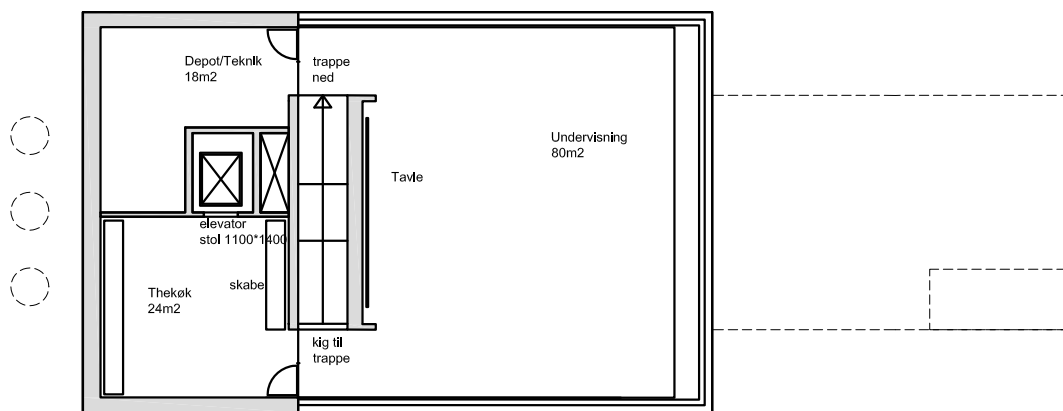 Depot/Teknik
18m2
trappe
ned
Undervisning
80m2
Tavle
elevator
stol 1100*1400
skabe
Thekøk
24m2
kig til
trappe